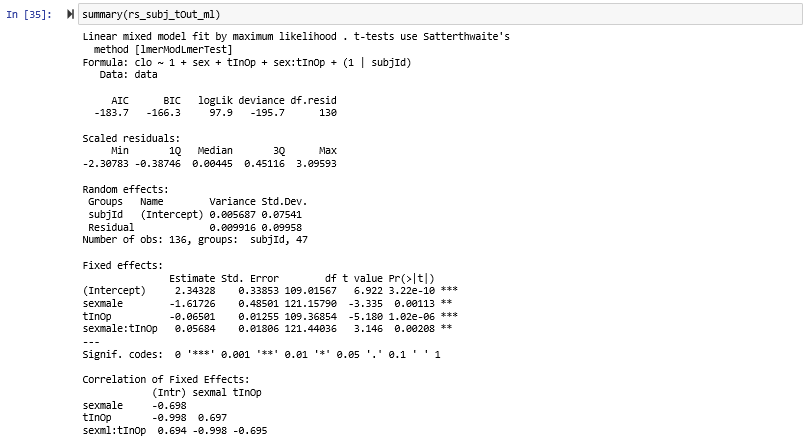 In [35]: summary(rs_subj_tOut_ml)
Linear mixed model fit by maximum likelihood . t-tests use Satterthwaite's
  method [lmerModLmerTest]
Formula: clo ~ 1 + sex + tInOp + sex:tInOp + (1 | subjId)
   Data: data

     AIC      BIC   logLik deviance df.resid
  -183.7   -166.3     97.9   -195.7      130

Scaled residuals:
     Min       1Q   Median       3Q      Max
-2.30783 -0.38746  0.00445  0.45116  3.09593

Random effects:
 Groups   Name        Variance Std.Dev.
 subjId   (Intercept) 0.005687 0.07541
 Residual             0.009916 0.09958
Number of obs: 136, groups:  subjId, 47

Fixed effects:
               Estimate Std. Error        df t value Pr(>|t|)
(Intercept)     2.34328    0.33853 109.01567   6.922 3.22e-10 ***
sexmale        -1.61726    0.48501 121.15790  -3.335  0.00113 **
tInOp          -0.06501    0.01255 109.36854  -5.180 1.02e-06 ***
sexmale:tInOp   0.05684    0.01806 121.44036   3.146  0.00208 **
---
Signif. codes:  0 '***' 0.001 '**' 0.01 '*' 0.05 '.' 0.1 ' ' 1

Correlation of Fixed Effects:
            (Intr) sexmal tInOp
sexmale     -0.698
tInOp       -0.998  0.697
sexml:tInOp  0.694 -0.998 -0.695